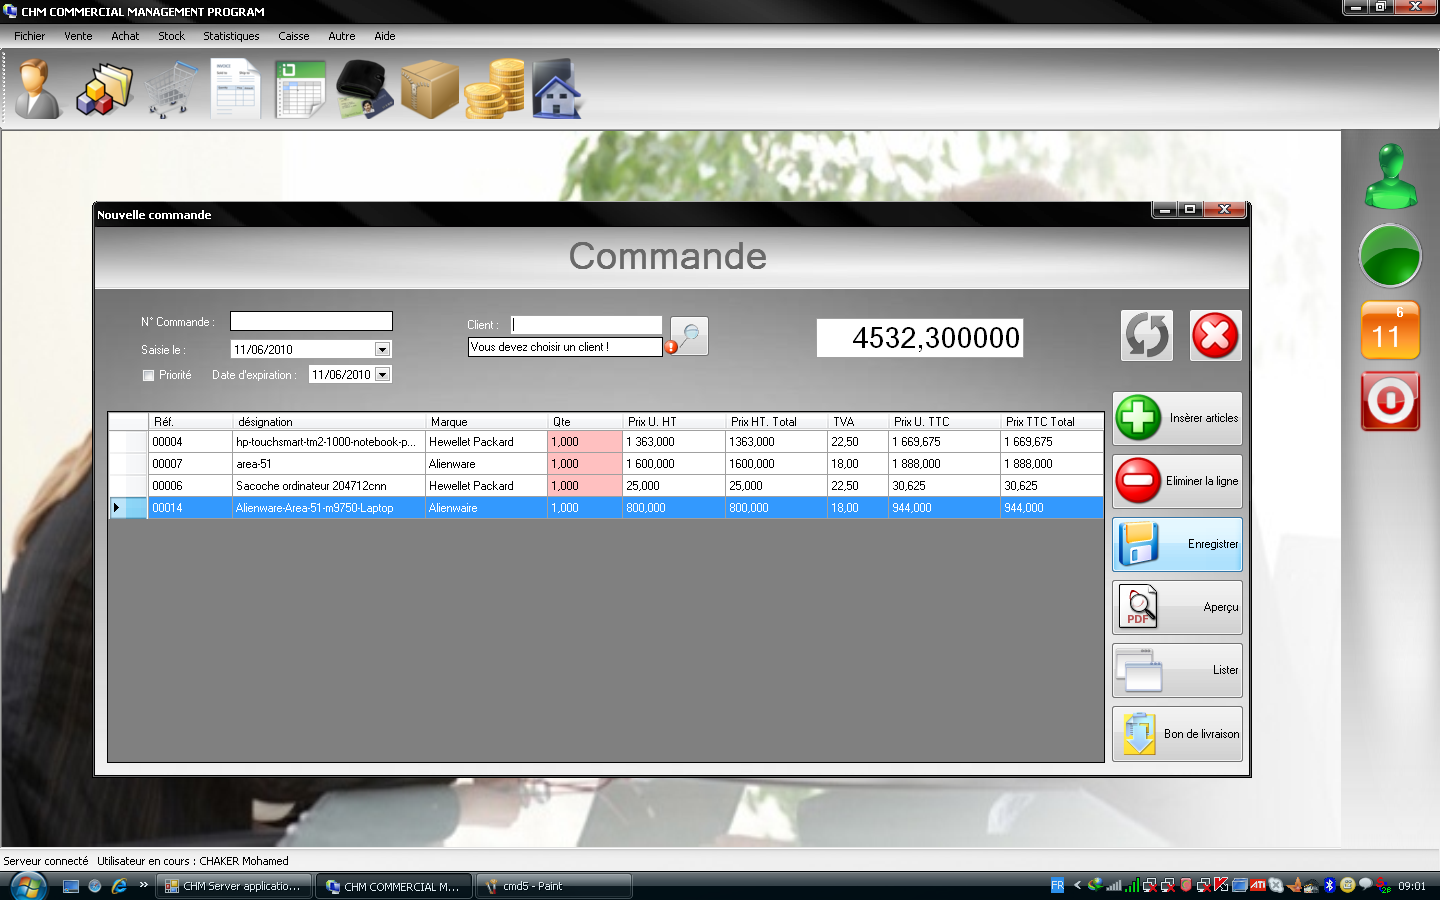 CHM COMMERCIAL MANAGEMENT PROGRAM
Fichier Vente Achat Stock Statistiques Caisse Autre Aide
INVOICE
Nouvelle commande
Commande
N° Commande :
Saisie le : 11/06/2010
Priorité Date d'expiration : 11/06/2010
Client :
Vous devez choisir un client !
4532,300000
6
11
Réf. désignation Marque Qte Prix U. HT Prix HT. Total TVA Prix U. TTC Prix TTC Total
00004 hp-touchsmart-tm2-1000-notebook-p... Hewellet Packard 1,000 1 363,000 1363,000 22,50 1 669,675 1 669,675
00007 area-51 Alienware 1,000 1 600,000 1600,000 18,00 1 888,000 1 888,000
00006 Sacoche ordinateur 204712cnn Hewellet Packard 1,000 25,000 25,000 22,50 30,625 30,625
00014 Alienware-Area-51-m9750-Laptop Alienwaire 1,000 800,000 800,000 18,00 944,000 944,000
Insèrer articles
Eliminer la ligne
Enregistrer
PDF
Aperçu
Lister
Bon de livraison
Serveur connecté Utilisateur en cours : CHAKER Mohamed
CHM Server applicatio... CHM COMMERCIAL M... cmd5 - Paint FR ATI 09:01